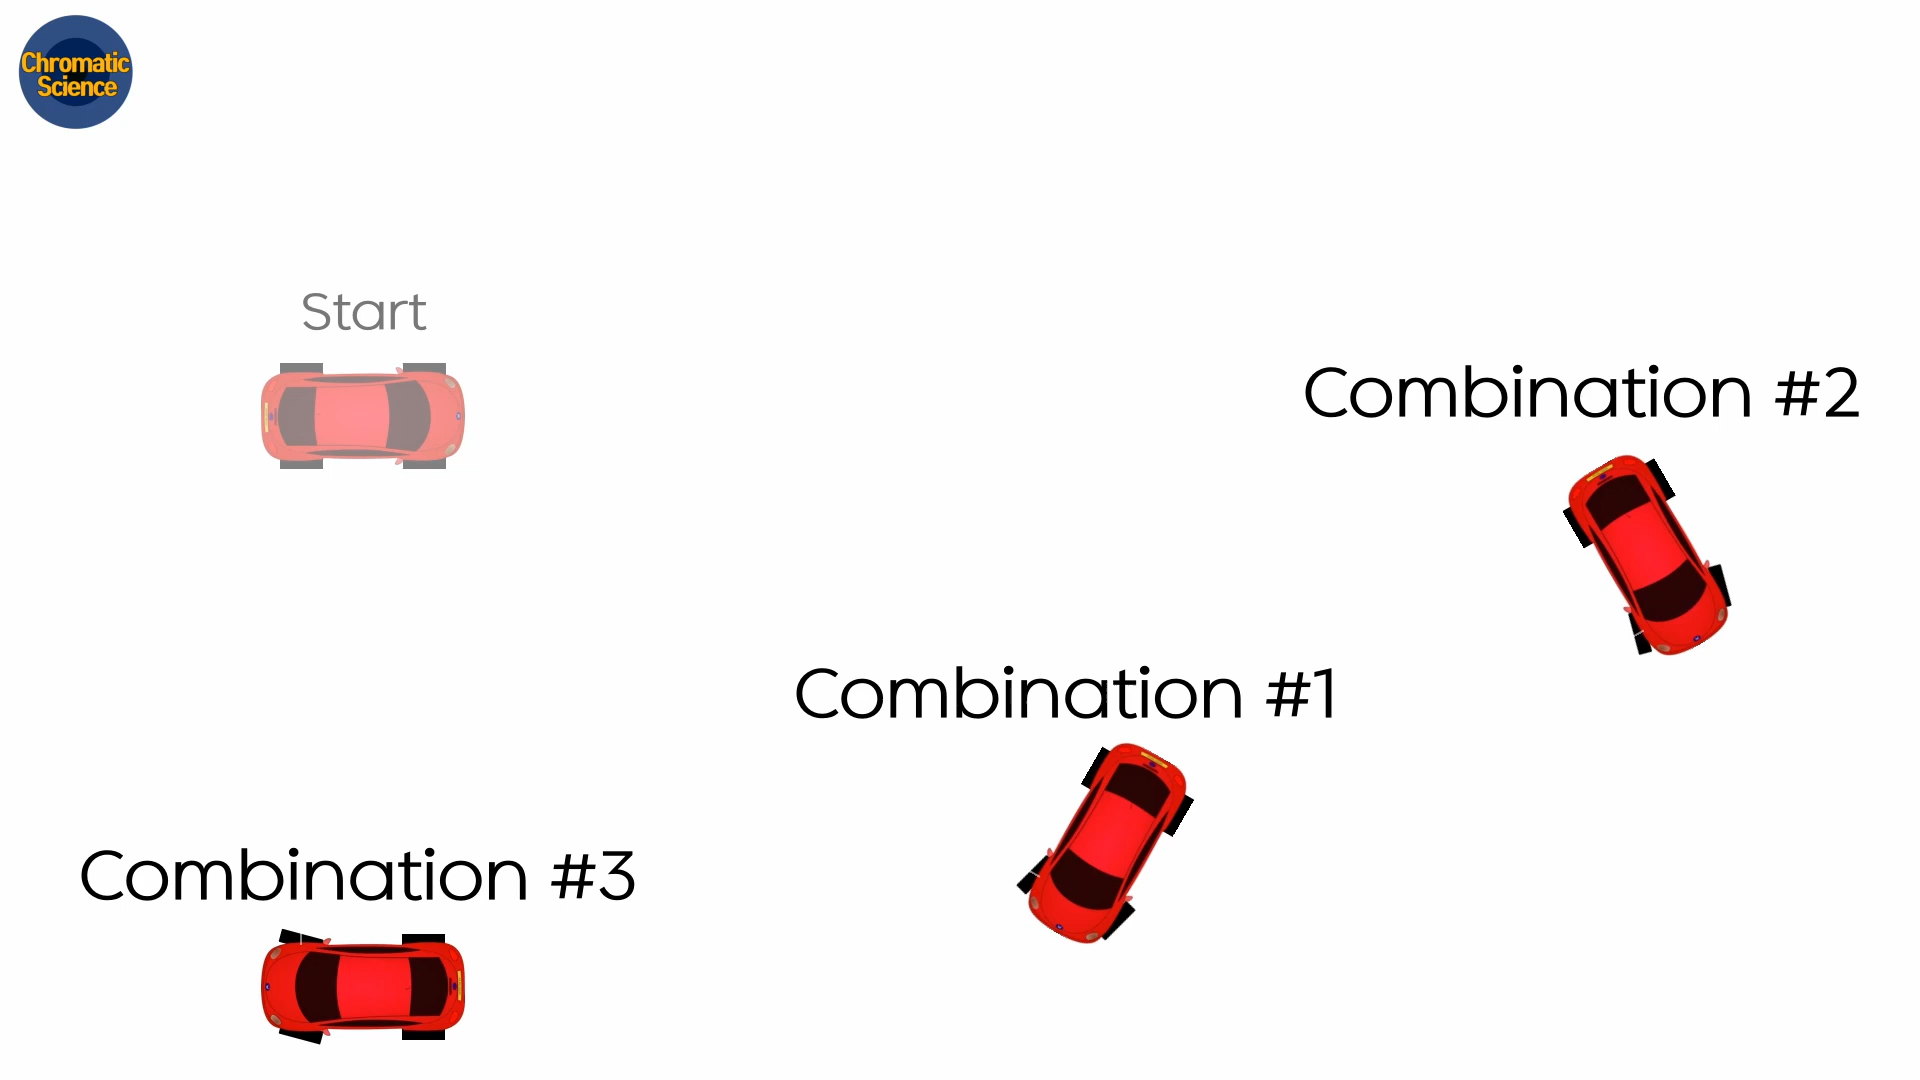 Chromatic
Science
Start
Combination #2
Combination #1
Combination #3